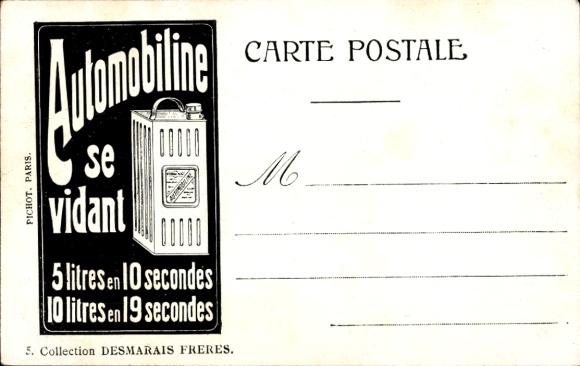 Automobiline
se
vidant
AUTOMOBILINE
5 litres en 10 secondes
10 litres en 19 secondes
PICHOT, PARIS.
5. Collection DESMARAIS FRERES.
CARTE POSTALE
M